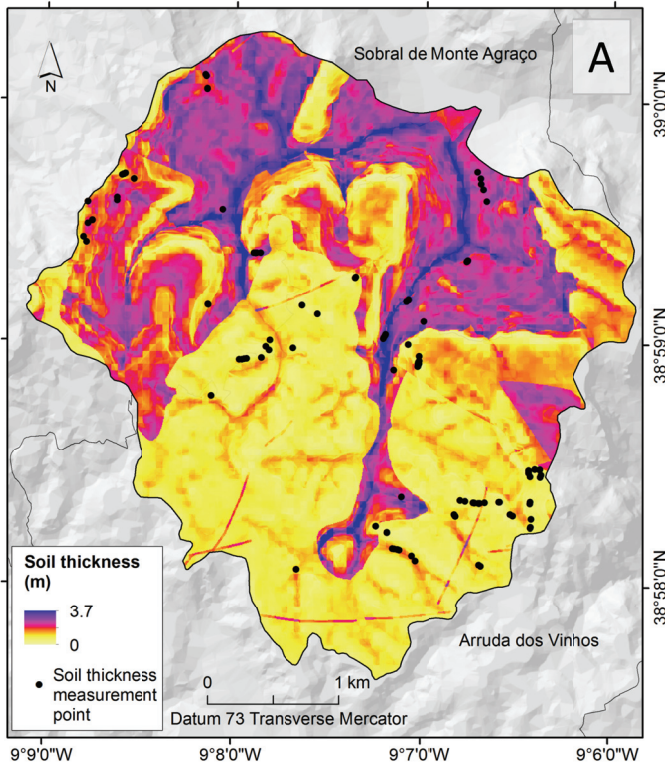 Sobral de Monte Agraço
A
N
39°0'0"N
38°59'0"N
38°58'0"N
Soil thickness
(m)
3.7
0
Soil thickness
measurement
point
Arruda dos Vinhos
0
1 km
Datum 73 Transverse Mercator
9°9'0"W
9°8'0"W
9°7'0"W
9°6'0"W